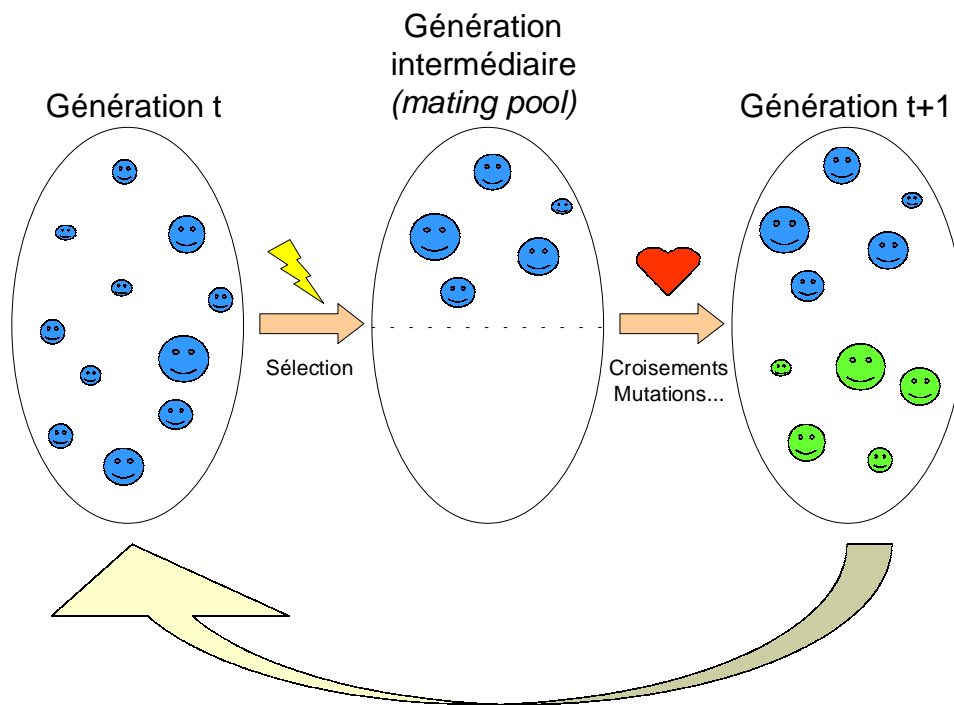 Génération t
Génération
intermédiaire
(mating pool)
Génération t+1
Sélection
Croisements
Mutations...